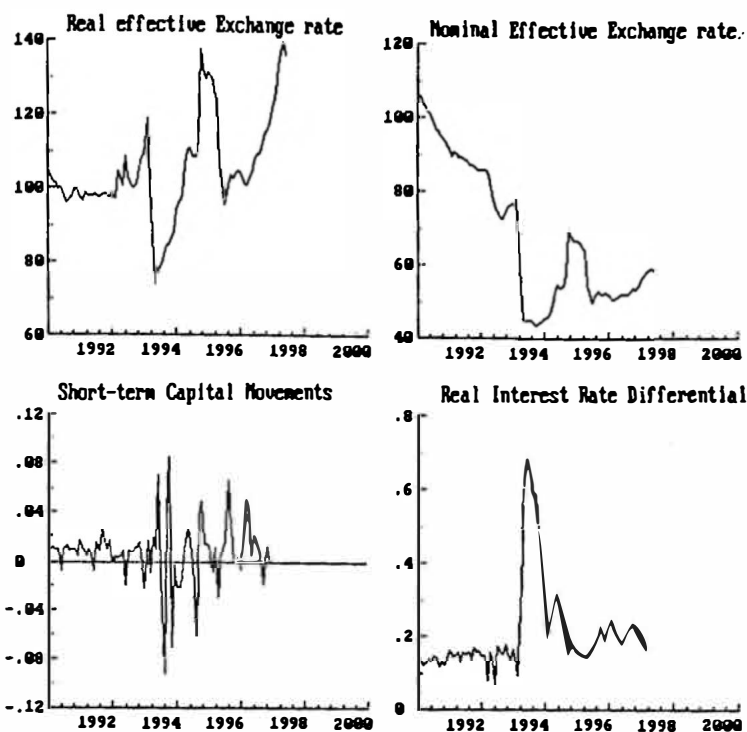 Real effective Exchange rate
140
120
100
80
60
1992 1994 1996 1998 2000
Nominal Effective Exchange rate.
120
100
80
60
40
1992 1994 1996 1998 2000
Short-term Capital Movements
.12
.08
.04
0
-.04
-.08
-.12
1992 1994 1996 1998 2000
Real Interest Rate Differential
.8
.6
.4
.2
0
1992 1994 1996 1998 2000